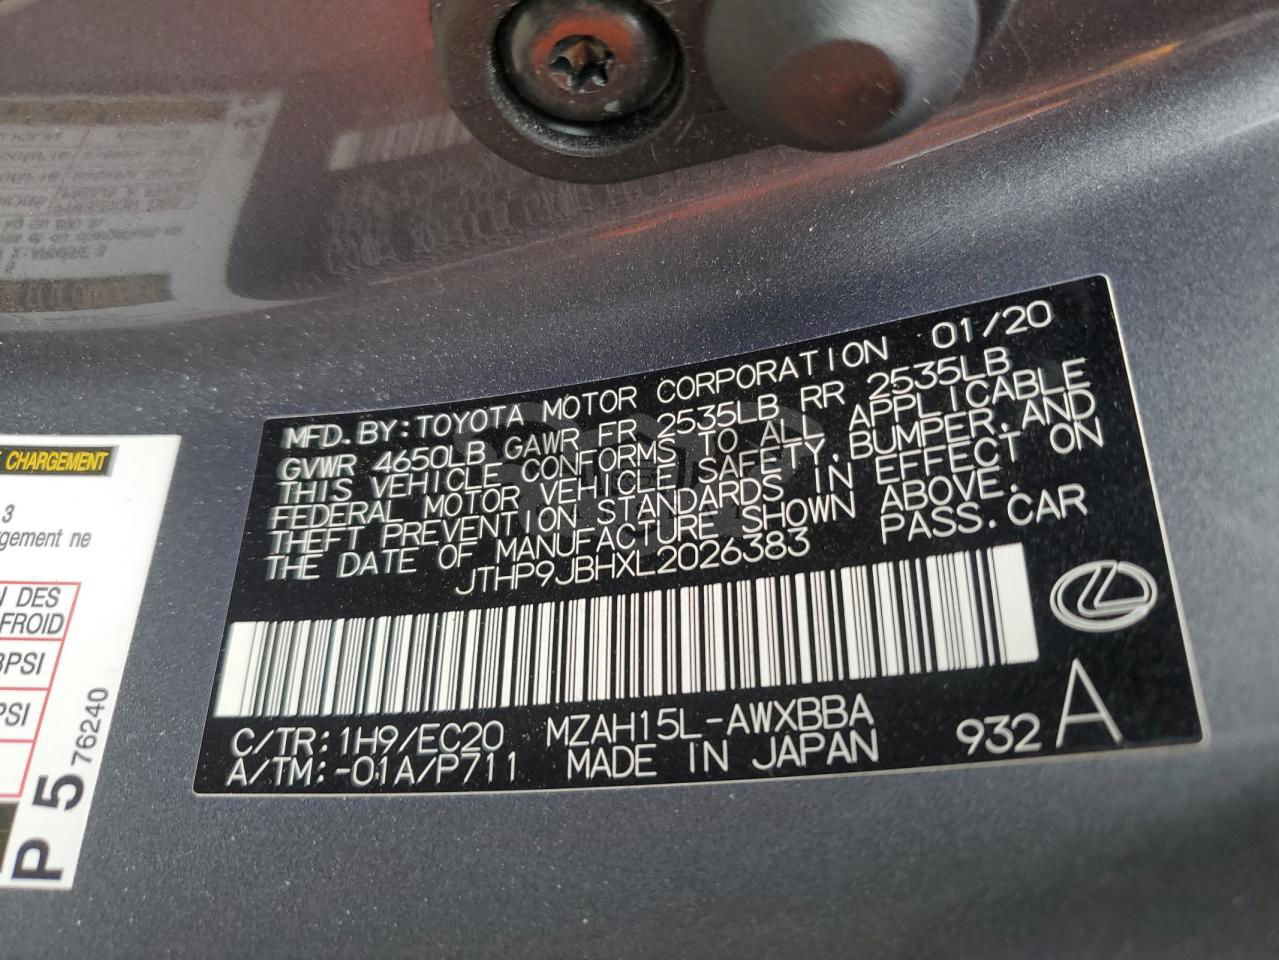 MFD. BY: TOYOTA MOTOR CORPORATION 01/20
GVWR 4650LB GAWR FR 2535LB RR 2535LB
THIS VEHICLE CONFORMS TO ALL APPLICABLE
FEDERAL MOTOR VEHICLE SAFETY, BUMPER, AND
THEFT PREVENTION STANDARDS IN EFFECT ON
THE DATE OF MANUFACTURE SHOWN ABOVE.
JTHP9JBHXL2026383 PASS. CAR
C/TR: 1H9/EC20 MZAH15L-AWXBBA
A/TM: -01A/P711 MADE IN JAPAN 932 A
CHARGEMENT
3
ne
DES
FROID
PSI
PSI
P 5 76240